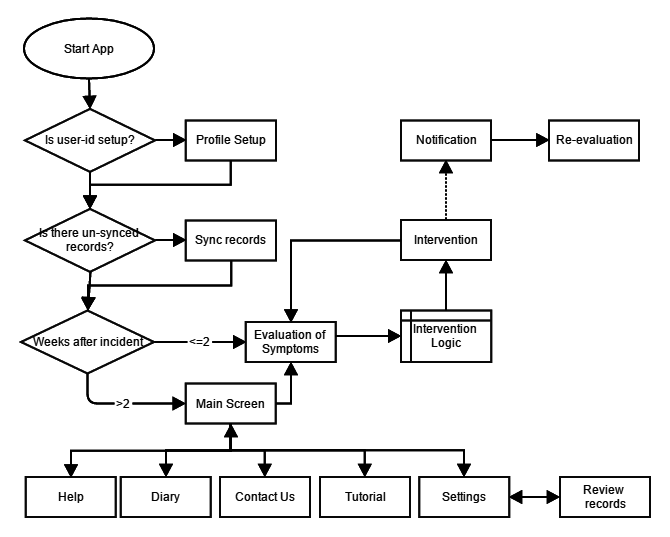 Start App
Is user-id setup?
Profile Setup
Notification
Re-evaluation
Is there un-synced
records?
Sync records
Intervention
Weeks after incident
<=2
Evaluation of
Symptoms
Intervention
Logic
>2
Main Screen
Help
Diary
Contact Us
Tutorial
Settings
Review
records